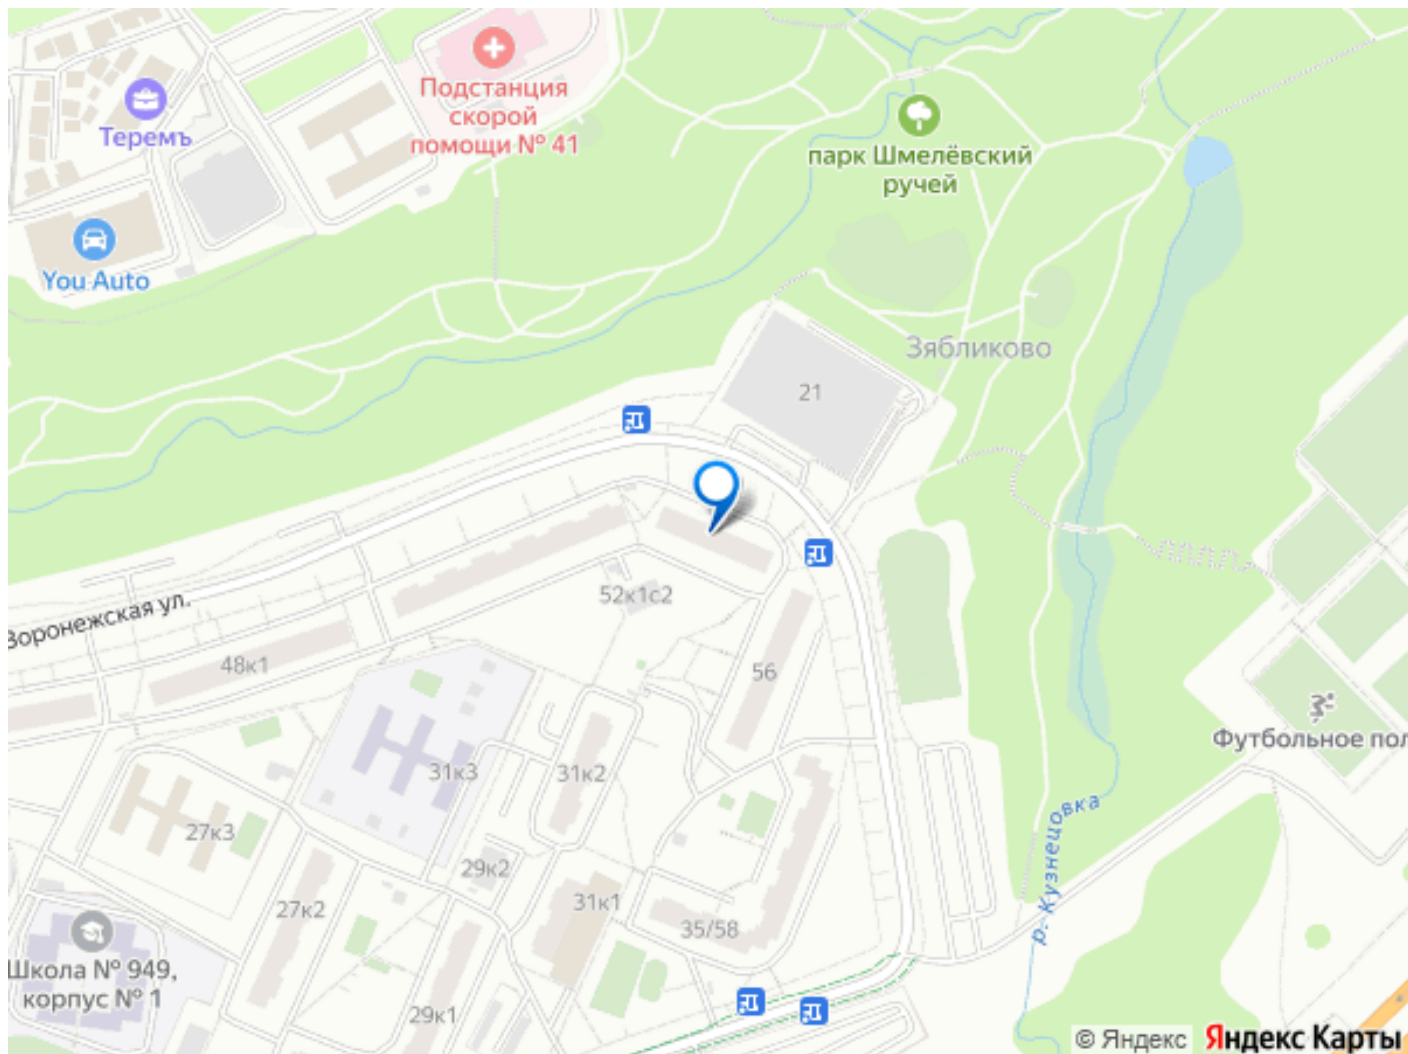 Подстанция
скорой
помощи № 41
Теремъ
парк Шмелёвский
ручей
You Auto
Зябликово
21
Воронежская ул.
52к1с2
48к1
56
Футбольное пол
31к3
31к2
р. Кузнецовка
27к3
29к2
31к1
27к2
35/58
Школа № 949,
корпус № 1
29к1
© Яндекс
Яндекс Карты